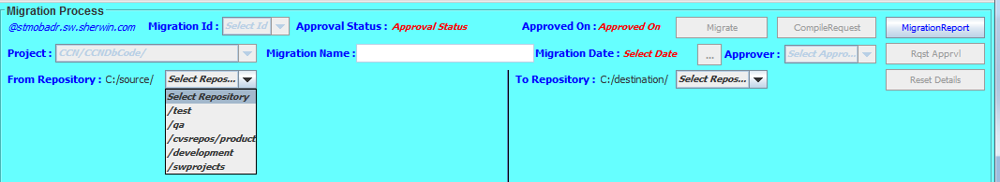 Migration Process
@stmobadr.sw.sherwin.com Migration Id : Select Id Approval Status : Approval Status Approved On : Approved On Migrate CompileRequest MigrationReport
Project : CCN/CCNDbCode/ Migration Name : Migration Date : Select Date ... Approver : Select Appro... Rqst Apprvl
From Repository : C:/source/ Select Repos... To Repository : C:/destination/ Select Repos... Reset Details
Select Repository
/test
/qa
/cvsrepos/product
/development
/swprojects